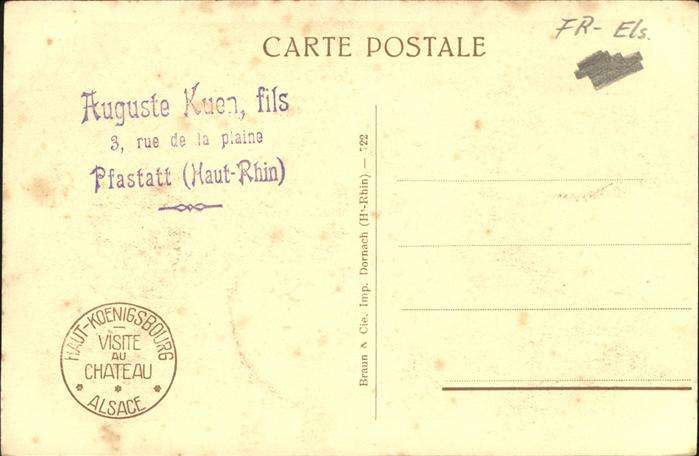 FR- Els.
CARTE POSTALE
Auguste Kuen, fils
3, rue de la plaine
Pfastatt (Haut-Rhin)
Braun & Cie, Imp. Dornach (Ht-Rhin) —
HAUT-KOENIGSBOURG
VISITE
AU
CHATEAU
ALSACE